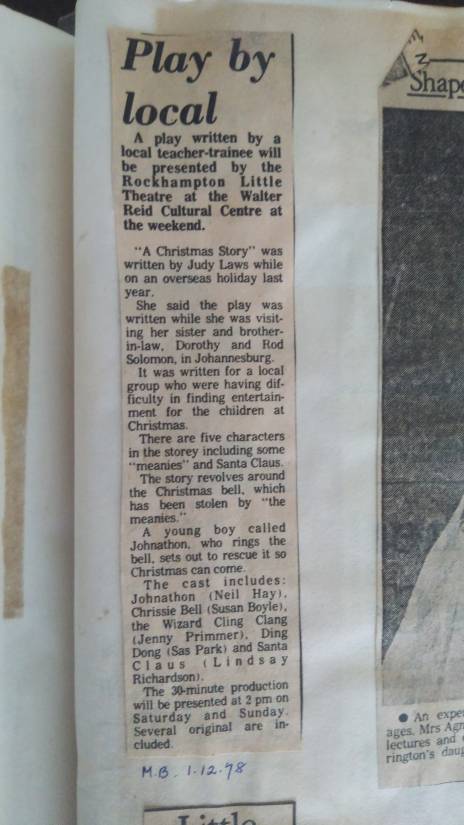 Play by
local
A play written by a
local teacher-trainee will
be presented by the
Rockhampton Little
Theatre at the Walter
Reid Cultural Centre at
the weekend.
"A Christmas Story" was
written by Judy Laws while
on an overseas holiday last
year.
She said the play was
written while she was visit-
ing her sister and brother-
in-law, Dorothy and Rod
Solomon, in Johannesburg.
It was written for a local
group who were having dif-
ficulty in finding entertain-
ment for the children at
Christmas.
There are five characters
in the storey including some
"meanies" and Santa Claus.
The story revolves around
the Christmas bell, which
has been stolen by "the
meanies."
A young boy called
Johnathon, who rings the
bell, sets out to rescue it so
Christmas can come.
The cast includes:
Johnathon (Neil Hay),
Chrissie Bell (Susan Boyle),
the Wizard Cling Clang
(Jenny Primmer), Ding
Dong (Sas Park) and Santa
Claus (Lindsay
Richardson).
The 30-minute production
will be presented at 2 pm on
Saturday and Sunday.
Several original are in-
cluded.
M.B. 1.12.78
Little
Shape
● An expe
ages. Mrs Agr
lectures and
rington's daug